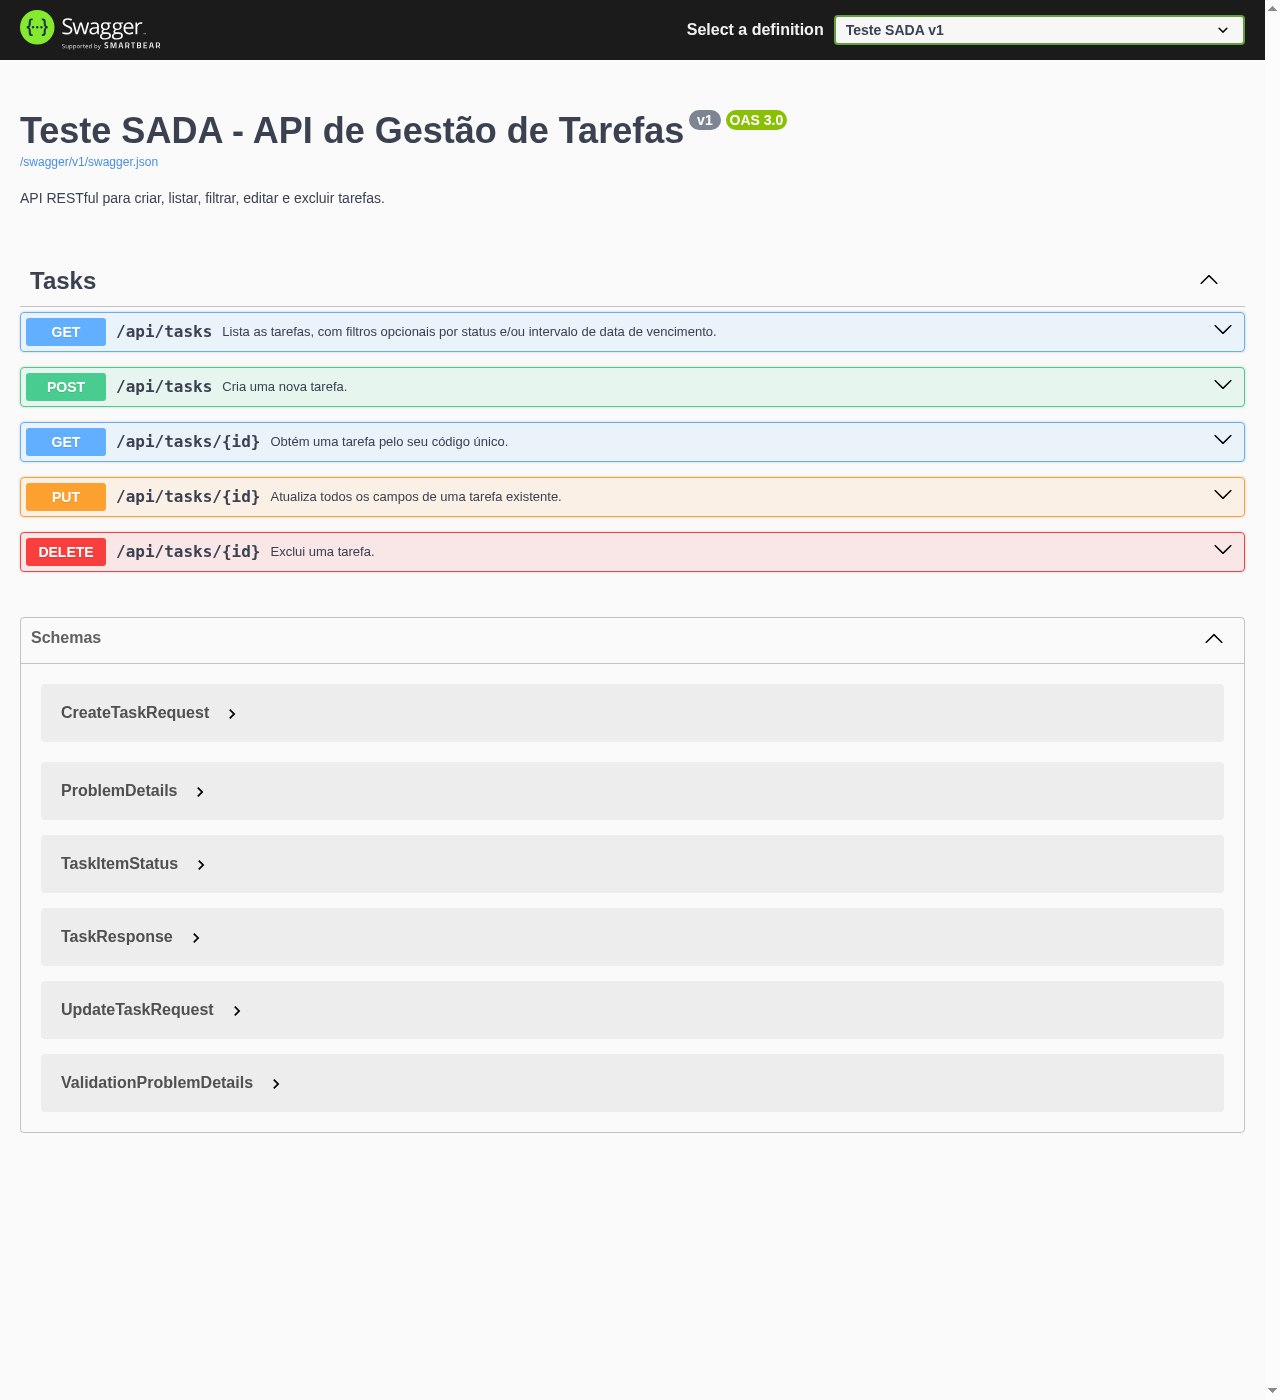 Swagger
Supported by SMARTBEAR
Select a definition
Teste SADA v1
Teste SADA - API de Gestão de Tarefas v1 OAS 3.0
/swagger/v1/swagger.json
API RESTful para criar, listar, filtrar, editar e excluir tarefas.
Tasks
GET /api/tasks Lista as tarefas, com filtros opcionais por status e/ou intervalo de data de vencimento.
POST /api/tasks Cria uma nova tarefa.
GET /api/tasks/{id} Obtém uma tarefa pelo seu código único.
PUT /api/tasks/{id} Atualiza todos os campos de uma tarefa existente.
DELETE /api/tasks/{id} Exclui uma tarefa.
Schemas
CreateTaskRequest
ProblemDetails
TaskItemStatus
TaskResponse
UpdateTaskRequest
ValidationProblemDetails